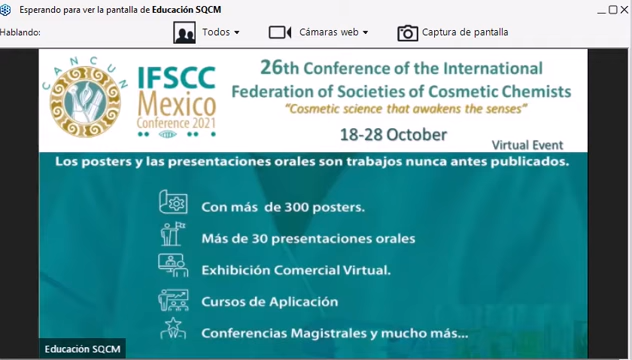 Esperando para ver la pantalla de Educación SQCM
Hablando:
Todos
Cámaras web
Captura de pantalla
CANCUN
IFSCC
Mexico
Conference 2021
26th Conference of the International
Federation of Societies of Cosmetic Chemists
"Cosmetic science that awakens the senses"
18-28 October
Virtual Event
Los posters y las presentaciones orales son trabajos nunca antes publicados.
Con más de 300 posters.
Más de 30 presentaciones orales
Exhibición Comercial Virtual.
Cursos de Aplicación
Conferencias Magistrales y mucho más...
Educación SQCM